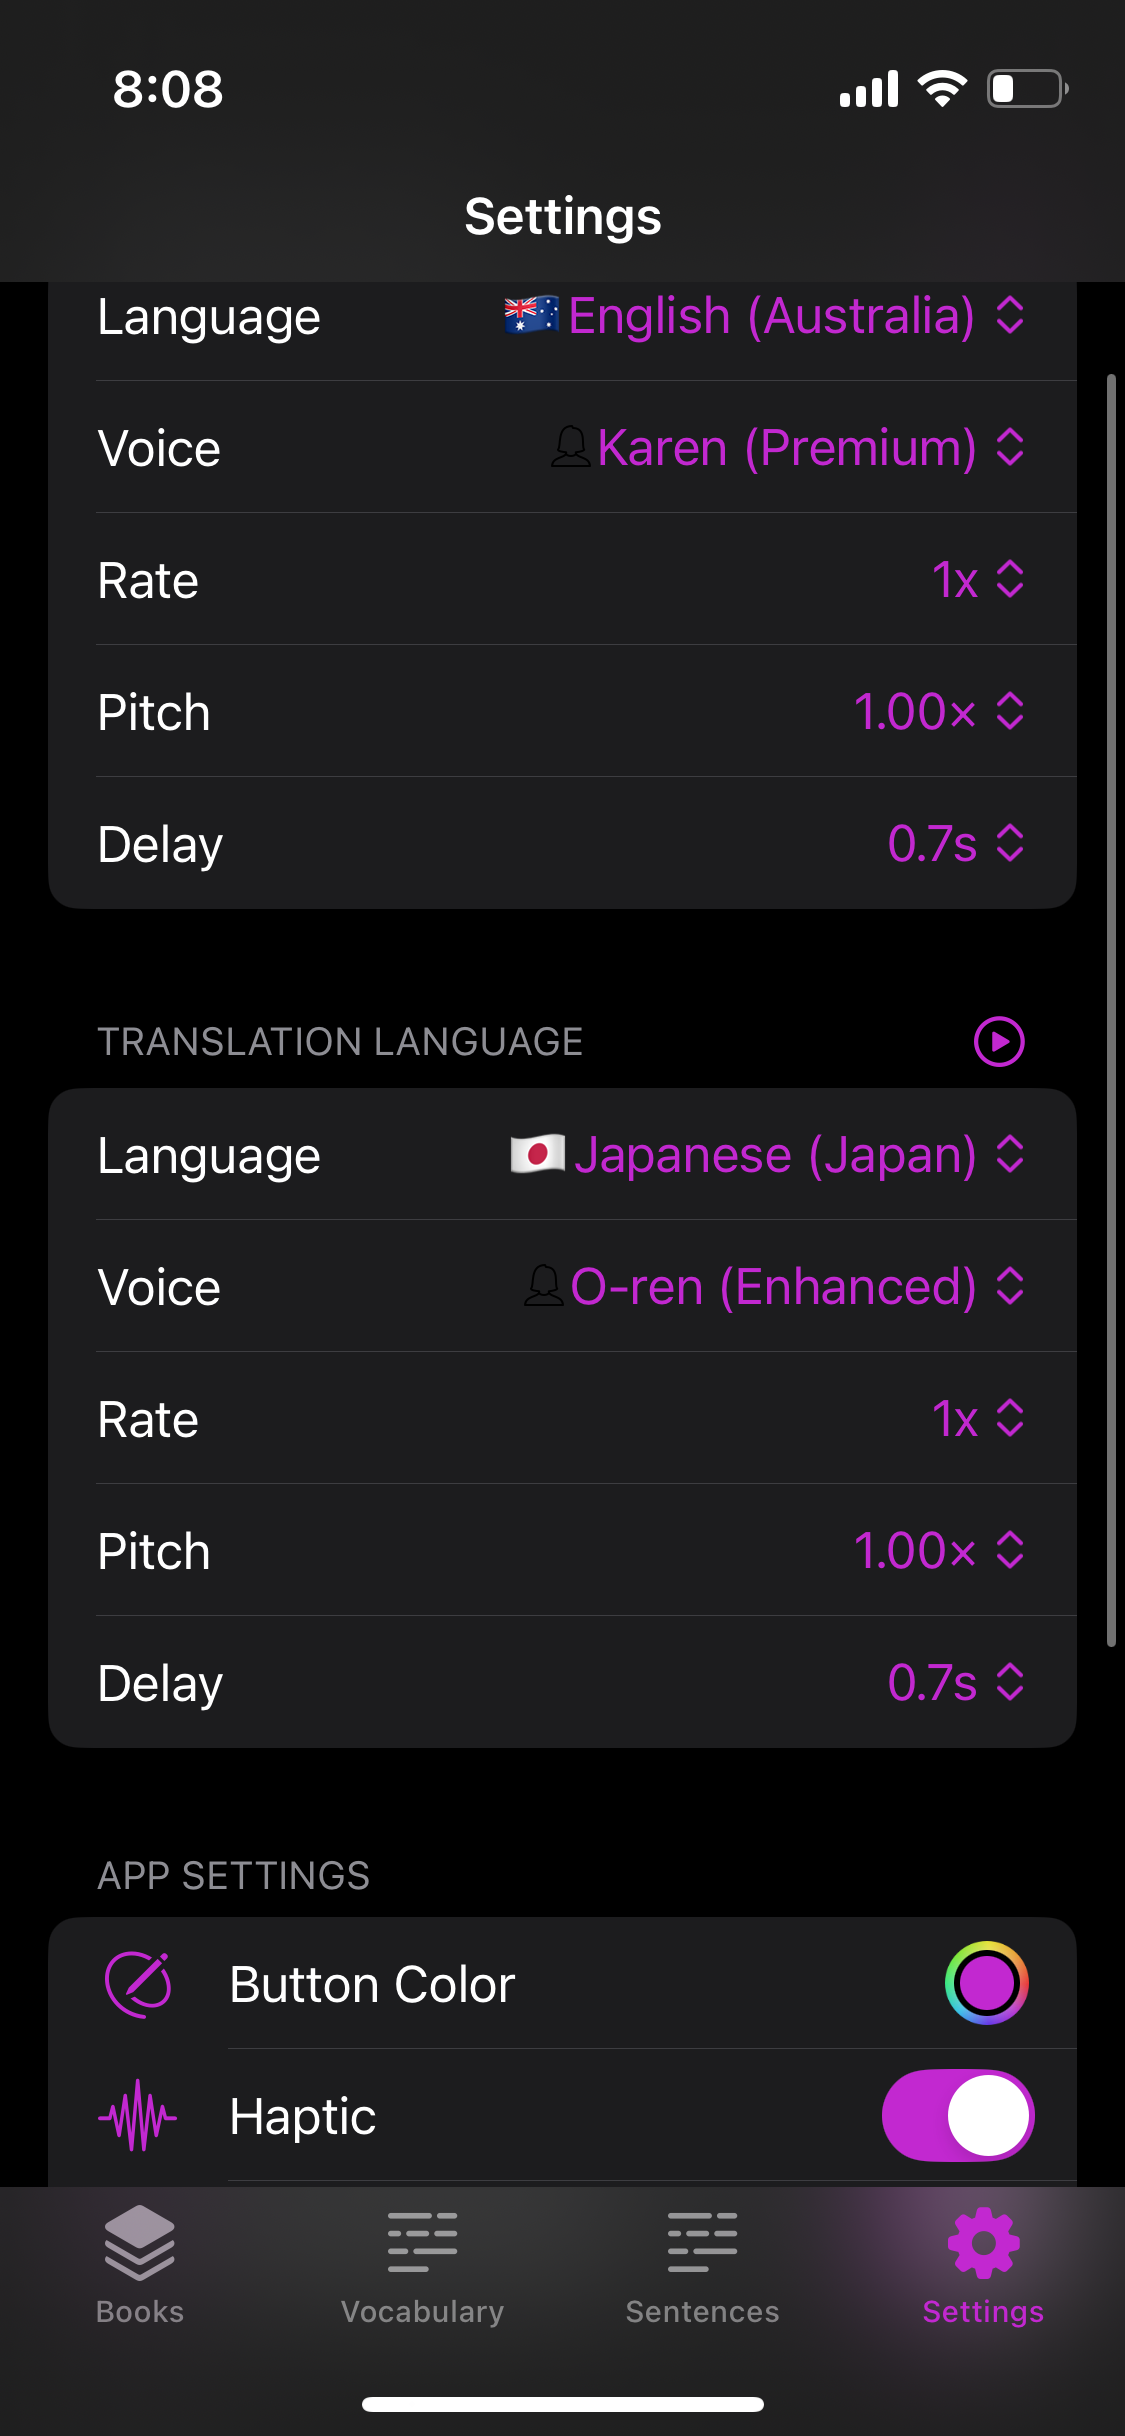 8:08
Settings
Language English (Australia)
Voice Karen (Premium)
Rate 1x
Pitch 1.00×
Delay 0.7s
TRANSLATION LANGUAGE
Language Japanese (Japan)
Voice O-ren (Enhanced)
Rate 1x
Pitch 1.00×
Delay 0.7s
APP SETTINGS
Button Color
Haptic
Books Vocabulary Sentences Settings